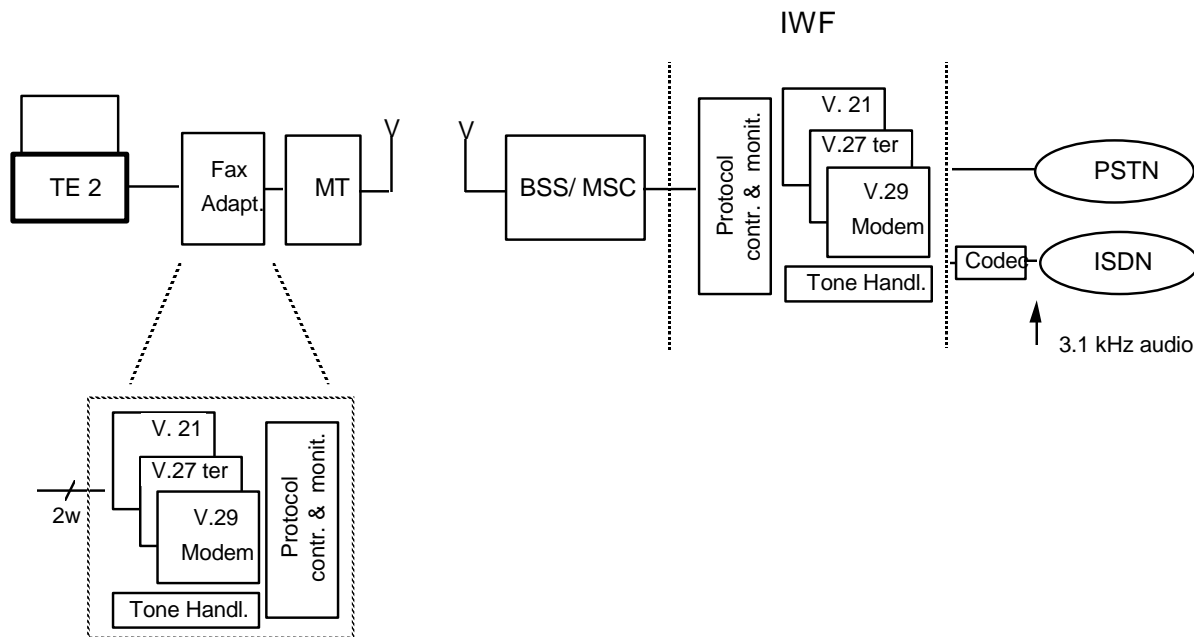 IWF
TE 2
Fax
Adapt.
MT
BSS/ MSC
Protocol
contr. & monit.
V. 21
V.27 ter
V.29
Modem
Tone Handl.
PSTN
Codec
ISDN
3.1 kHz audio
2w
V. 21
V.27 ter
V.29
Modem
Tone Handl.
Protocol
contr. & monit.